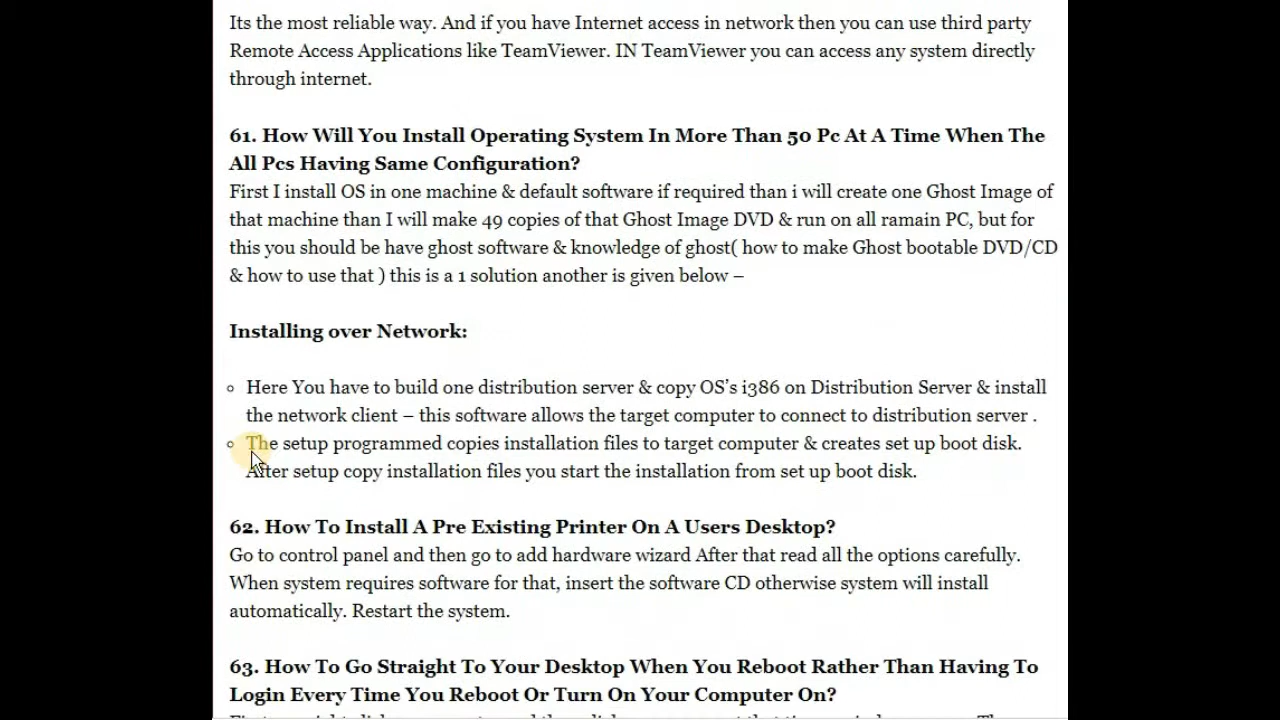 Its the most reliable way. And if you have Internet access in network then you can use third party
Remote Access Applications like TeamViewer. IN TeamViewer you can access any system directly
through internet.
61. How Will You Install Operating System In More Than 50 Pc At A Time When The
All Pcs Having Same Configuration?
First I install OS in one machine & default software if required than i will create one Ghost Image of
that machine than I will make 49 copies of that Ghost Image DVD & run on all ramain PC, but for
this you should be have ghost software & knowledge of ghost( how to make Ghost bootable DVD/CD
& how to use that ) this is a 1 solution another is given below –
Installing over Network:
Here You have to build one distribution server & copy OS's i386 on Distribution Server & install
the network client – this software allows the target computer to connect to distribution server .
The setup programmed copies installation files to target computer & creates set up boot disk.
After setup copy installation files you start the installation from set up boot disk.
62. How To Install A Pre Existing Printer On A Users Desktop?
Go to control panel and then go to add hardware wizard After that read all the options carefully.
When system requires software for that, insert the software CD otherwise system will install
automatically. Restart the system.
63. How To Go Straight To Your Desktop When You Reboot Rather Than Having To
Login Every Time You Reboot Or Turn On Your Computer On?